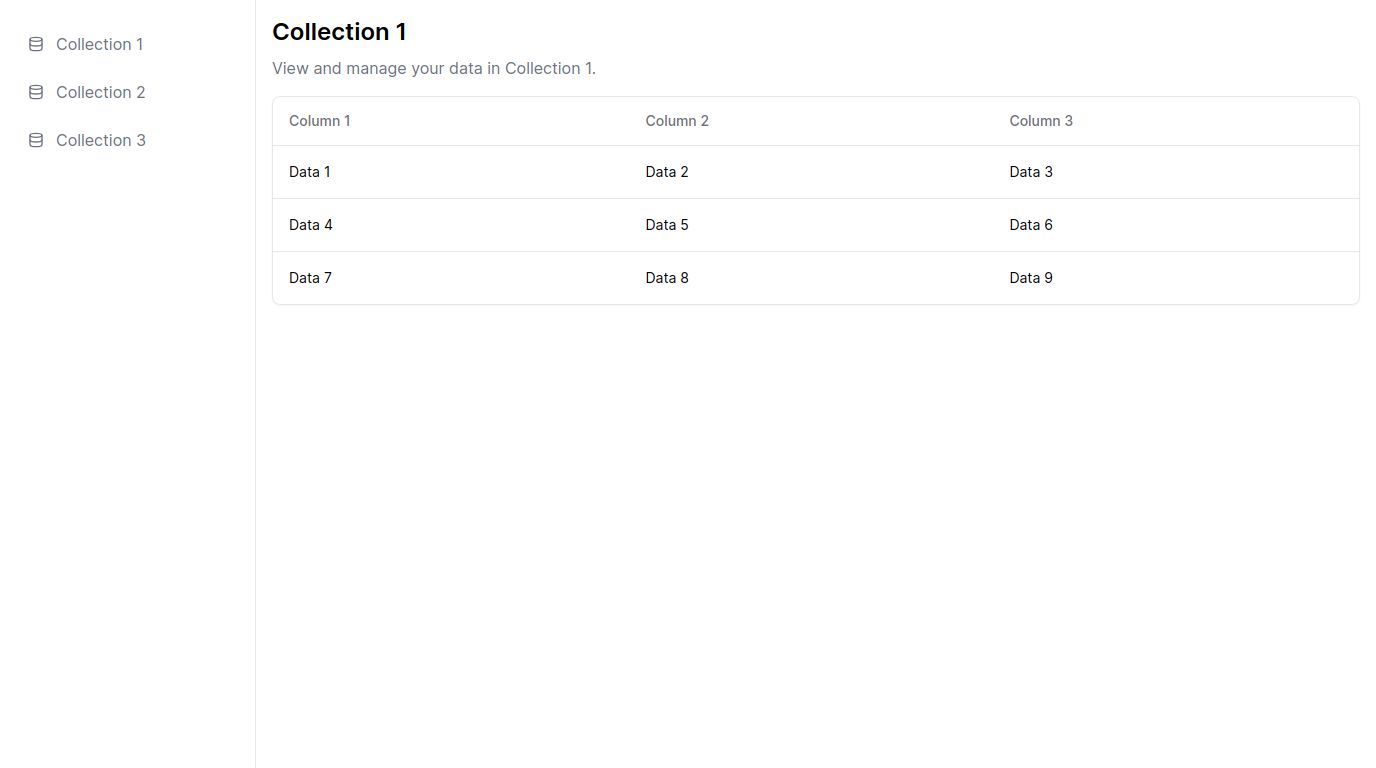 Collection 1
Collection 2
Collection 3
Collection 1
View and manage your data in Collection 1.
Column 1 Column 2 Column 3
Data 1 Data 2 Data 3
Data 4 Data 5 Data 6
Data 7 Data 8 Data 9